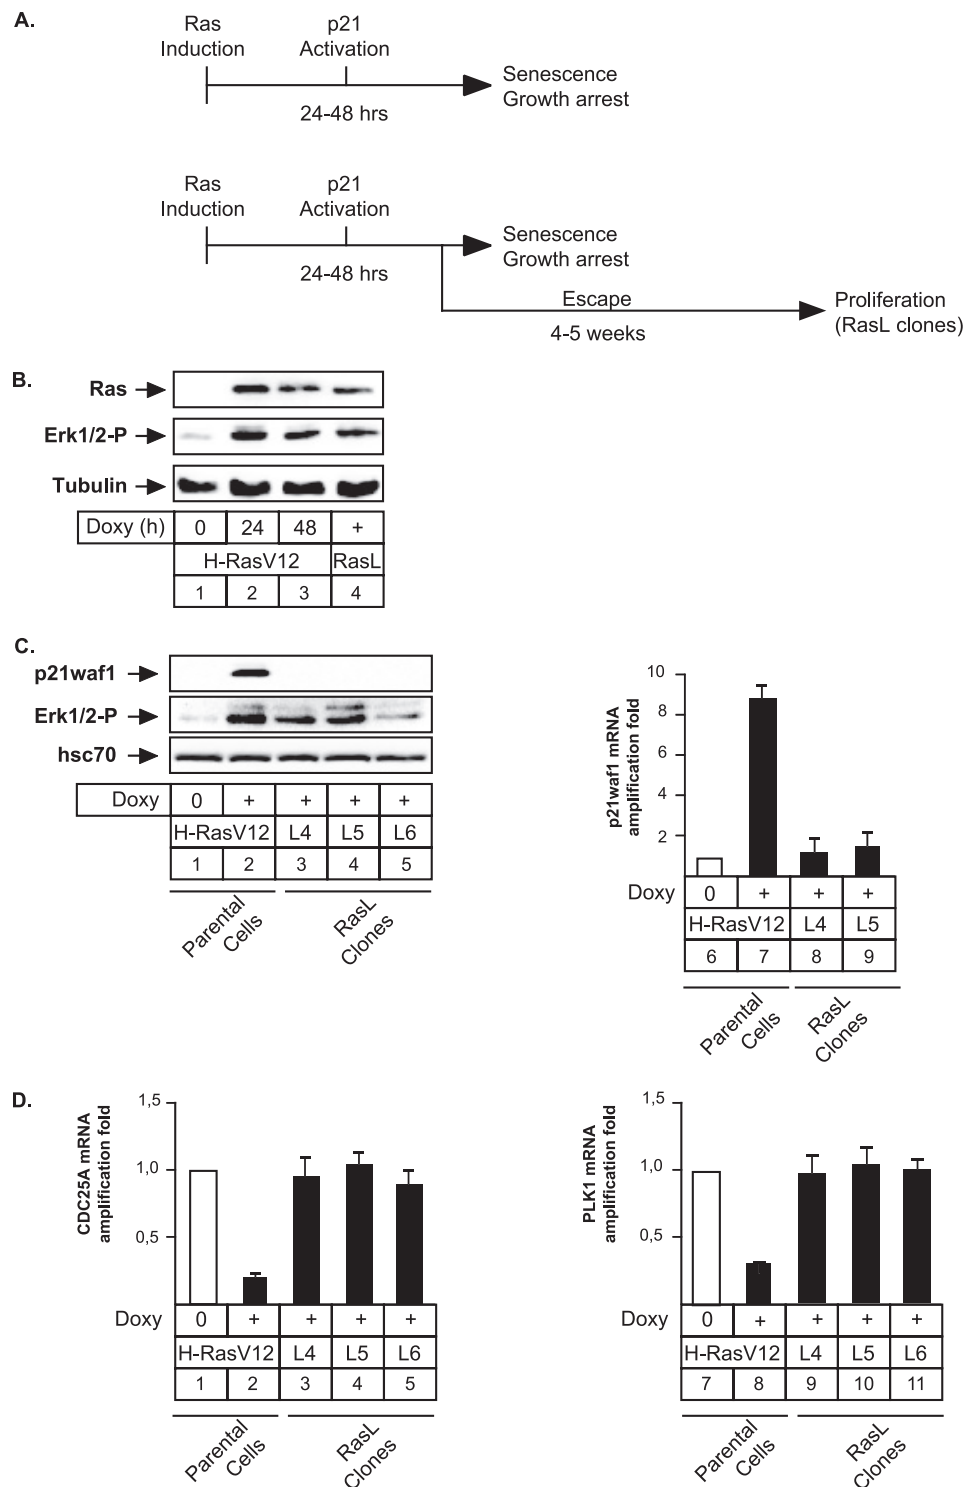 A.
Ras
Induction
p21
Activation
24-48 hrs
Senescence
Growth arrest
Ras
Induction
p21
Activation
24-48 hrs
Senescence
Growth arrest
Escape
4-5 weeks
Proliferation
(RasL clones)
B.
Ras
Erk1/2-P
Tubulin
Doxy (h) 0 24 48 +
H-RasV12 RasL
1 2 3 4
C.
p21waf1
Erk1/2-P
hsc70
Doxy 0 + + + +
H-RasV12 L4 L5 L6
1 2 3 4 5
Parental
Cells
RasL
Clones
p21waf1 mRNA
amplification fold
10
8
6
4
2
Doxy 0 + + +
H-RasV12 L4 L5
6 7 8 9
Parental
Cells
RasL
Clones
D.
CDC25A mRNA
amplification fold
1,5
1,0
0,5
Doxy 0 + + + +
H-RasV12 L4 L5 L6
1 2 3 4 5
Parental
Cells
RasL
Clones
PLK1 mRNA
amplification fold
1,5
1,0
0,5
Doxy 0 + + + +
H-RasV12 L4 L5 L6
7 8 9 10 11
Parental
Cells
RasL
Clones